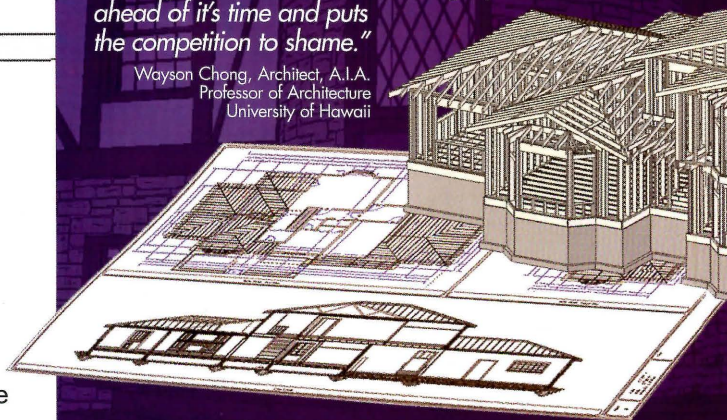 ahead of it's time and puts
the competition to shame."
Wayson Chong, Architect, A.I.A.
Professor of Architecture
University of Hawaii
e